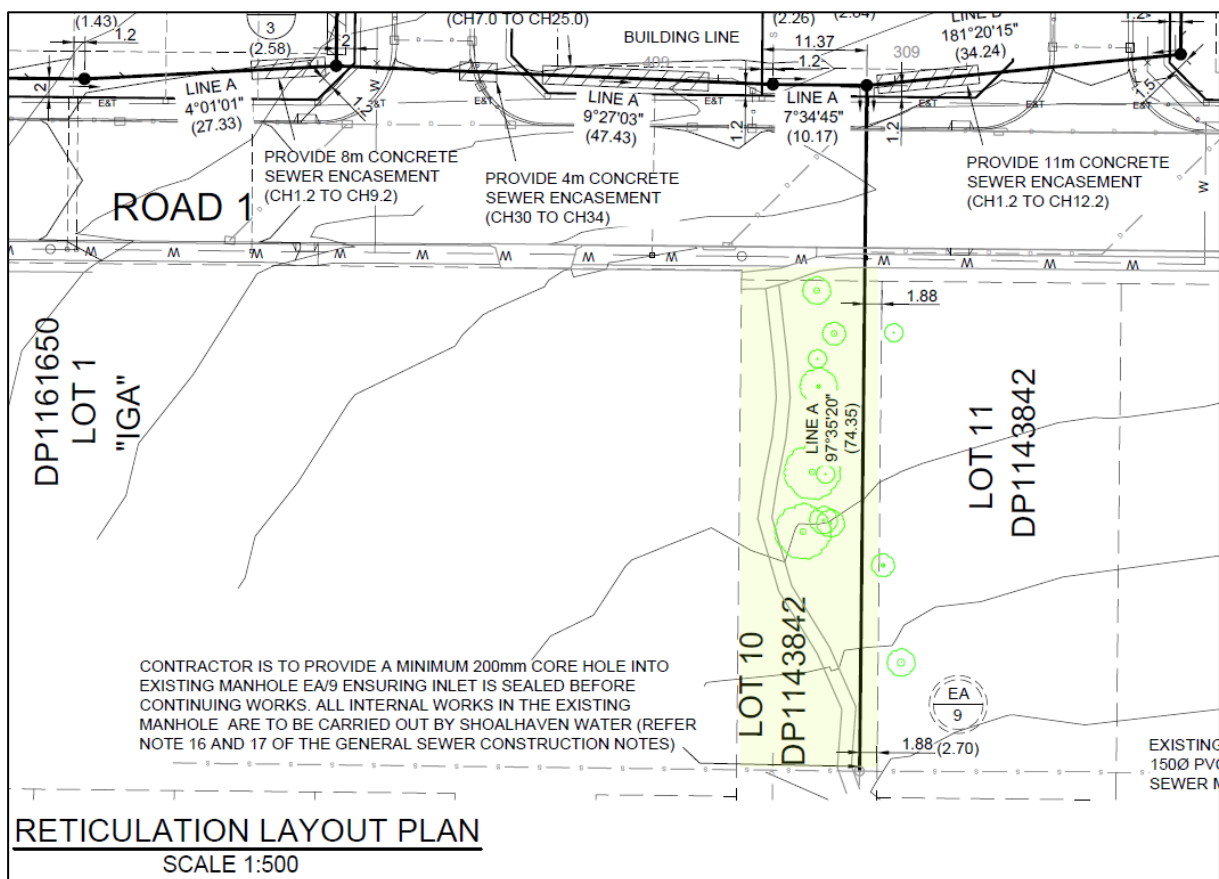 (1.43)
1.2
3
(2.58)
2
(CH7.0 TO CH25.0)
BUILDING LINE
(2.26)
11.37
1.2
309
181°20'15"
(34.24)
1.2
2
LINE A
4°01'01"
(27.33)
1.2
E&T
W
E&T
LINE A
9°27'03"
(47.43)
E&T
1.2
LINE A
7°34'45"
(10.17)
1.2
E&T
E&T
E&T
1.5
PROVIDE 8m CONCRETE
SEWER ENCASEMENT
(CH1.2 TO CH9.2)
PROVIDE 4m CONCRETE
SEWER ENCASEMENT
(CH30 TO CH34)
PROVIDE 11m CONCRETE
SEWER ENCASEMENT
(CH1.2 TO CH12.2)
W
ROAD 1
W W W W W W W W W W W W
1.88
DP1161650
LOT 1
"IGA"
LINE A
97°35'20"
(74.35)
LOT 11
DP1143842
LOT 10
DP1143842
CONTRACTOR IS TO PROVIDE A MINIMUM 200mm CORE HOLE INTO
EXISTING MANHOLE EA/9 ENSURING INLET IS SEALED BEFORE
CONTINUING WORKS. ALL INTERNAL WORKS IN THE EXISTING
MANHOLE ARE TO BE CARRIED OUT BY SHOALHAVEN WATER (REFER
NOTE 16 AND 17 OF THE GENERAL SEWER CONSTRUCTION NOTES)
EA
9
1.88 (2.70)
EXISTING
150Ø PVC
SEWER M
RETICULATION LAYOUT PLAN
SCALE 1:500